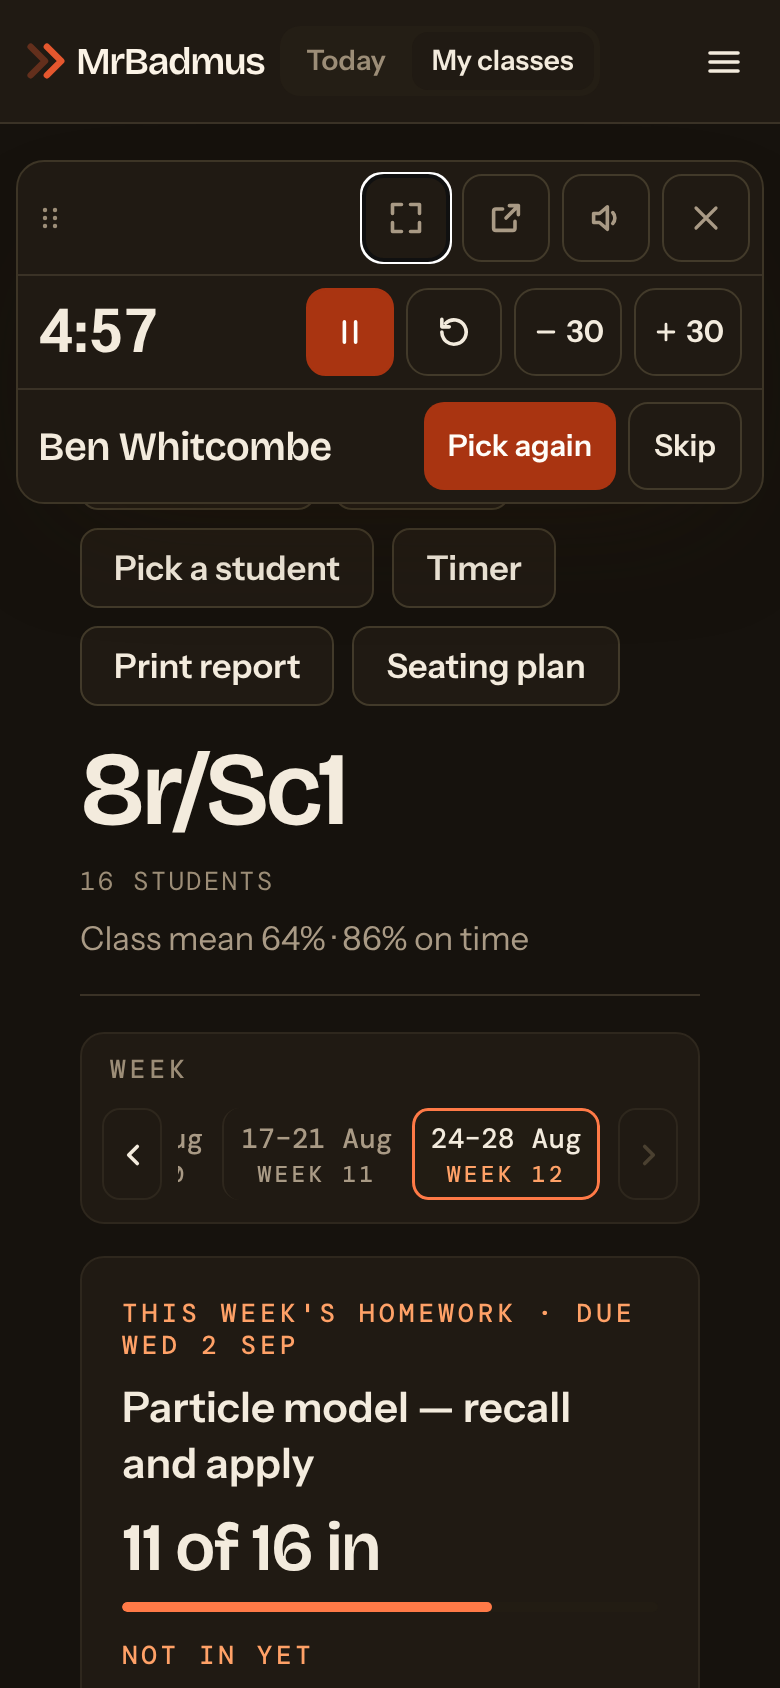 MrBadmus
Today
My classes
4:57
− 30
+ 30
Ben Whitcombe
Pick again
Skip
Pick a student
Timer
Print report
Seating plan
8r/Sc1
16 STUDENTS
Class mean 64% · 86% on time
WEEK
17–21 Aug
WEEK 11
24–28 Aug
WEEK 12
THIS WEEK'S HOMEWORK · DUE
WED 2 SEP
Particle model — recall
and apply
11 of 16 in
NOT IN YET